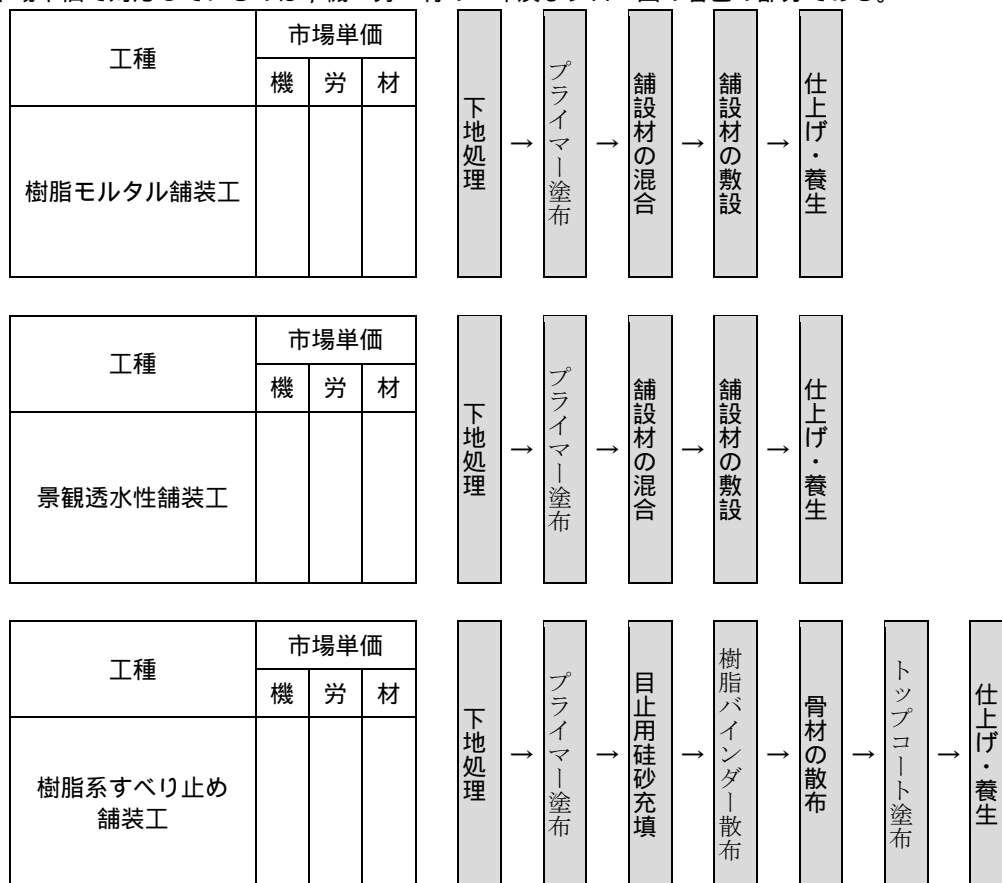 工種
市場単価
機 労 材
樹脂モルタル舗装工
下地処理
→
プライマー塗布
→
舗設材の混合
→
舗設材の敷設
→
仕上げ・養生
工種
市場単価
機 労 材
景観透水性舗装工
下地処理
→
プライマー塗布
→
舗設材の混合
→
舗設材の敷設
→
仕上げ・養生
工種
市場単価
機 労 材
樹脂系すべり止め
舗装工
下地処理
→
プライマー塗布
→
目止用硅砂充填
→
樹脂バインダー散布
→
骨材の散布
→
トップコート塗布
→
仕上げ・養生